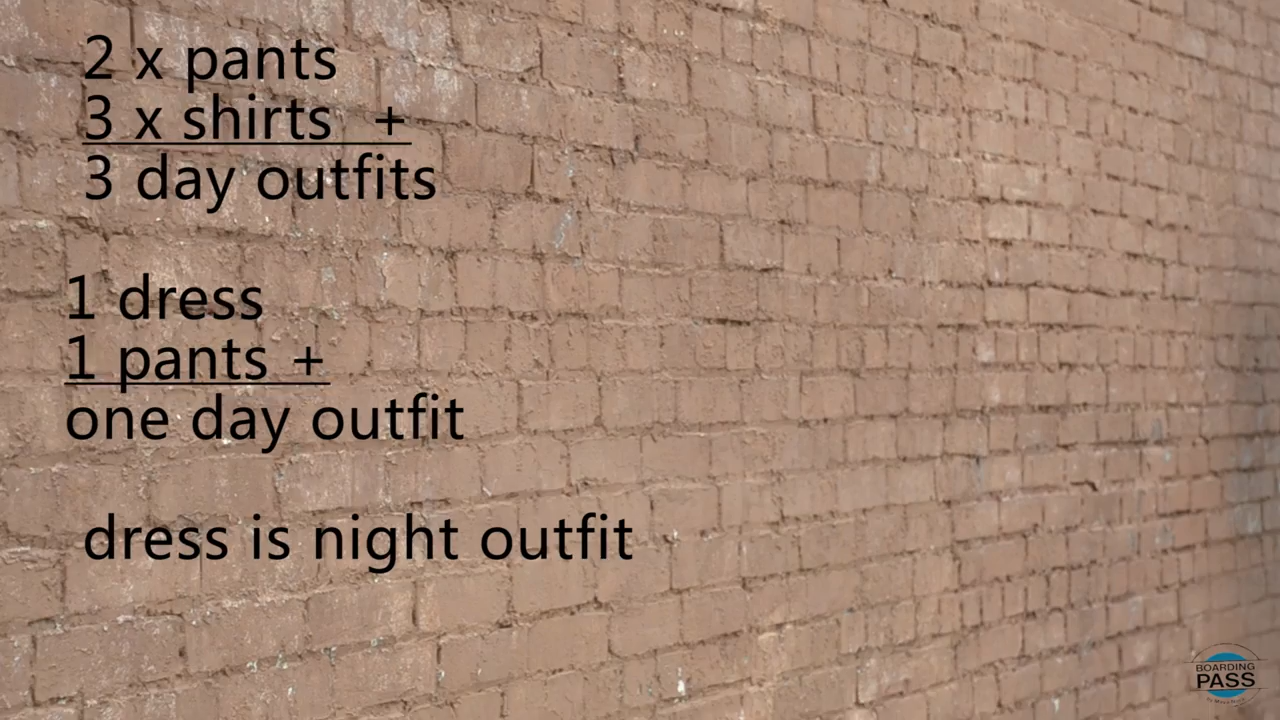 2 x pants
3 x shirts +
3 day outfits
1 dress
1 pants +
one day outfit
dress is night outfit
BOARDING
PASS